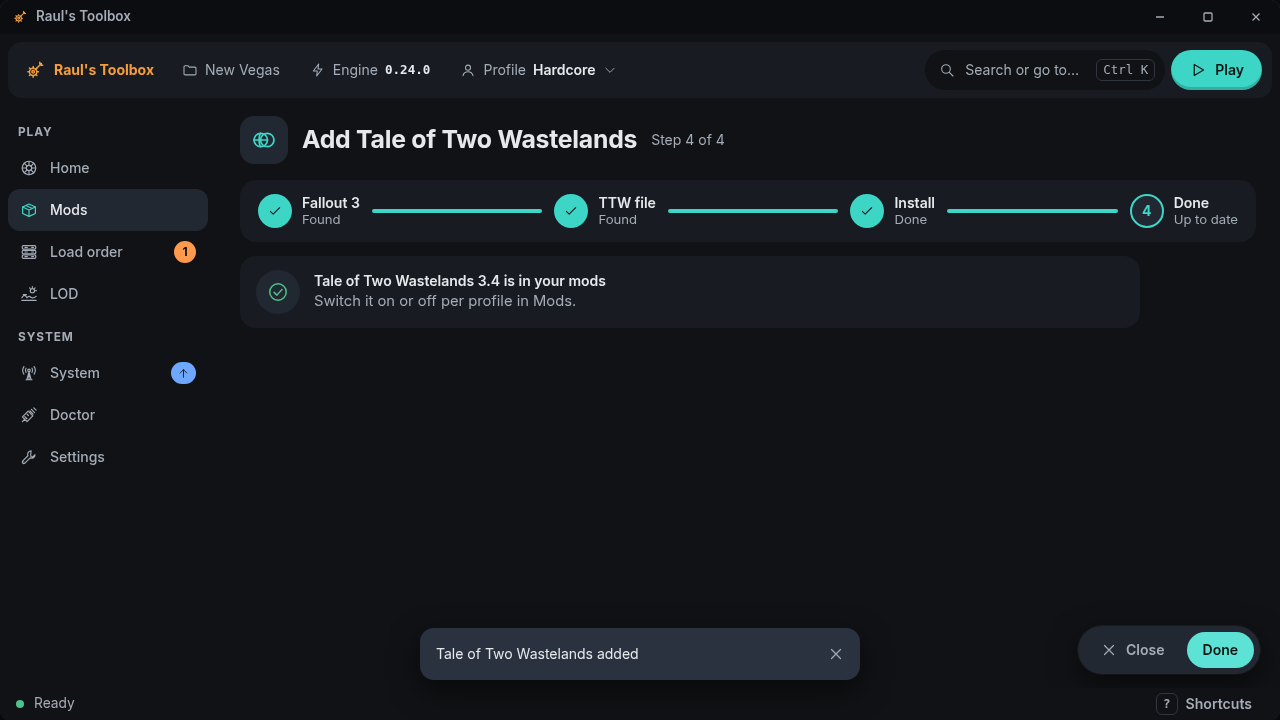 Raul's Toolbox
Raul's Toolbox
New Vegas
Engine 0.24.0
Profile Hardcore
Search or go to...
Ctrl K
Play
PLAY
Home
Mods
Load order
1
LOD
SYSTEM
System
Doctor
Settings
Add Tale of Two Wastelands
Step 4 of 4
Fallout 3
Found
TTW file
Found
Install
Done
4
Done
Up to date
Tale of Two Wastelands 3.4 is in your mods
Switch it on or off per profile in Mods.
Tale of Two Wastelands added
Close
Done
Ready
? Shortcuts